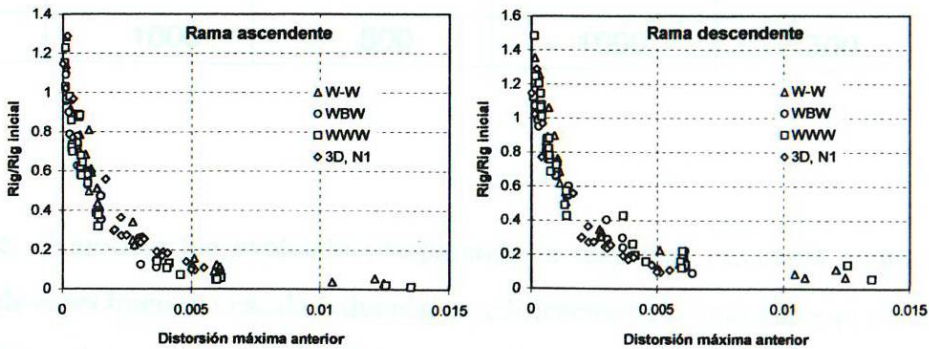 Rama ascendente
Rig/Rig inicial
1.4
1.2
1
0.8
0.6
0.4
0.2
0
W-W
WBW
WWW
3D, N1
0 0.005 0.01 0.015
Distorsión máxima anterior
Rama descendente
Rig/Rig inicial
1.6
1.4
1.2
1.0
0.8
0.6
0.4
0.2
0.0
W-W
WBW
WWW
3D, N1
0 0.005 0.01 0.015
Distorsión máxima anterior